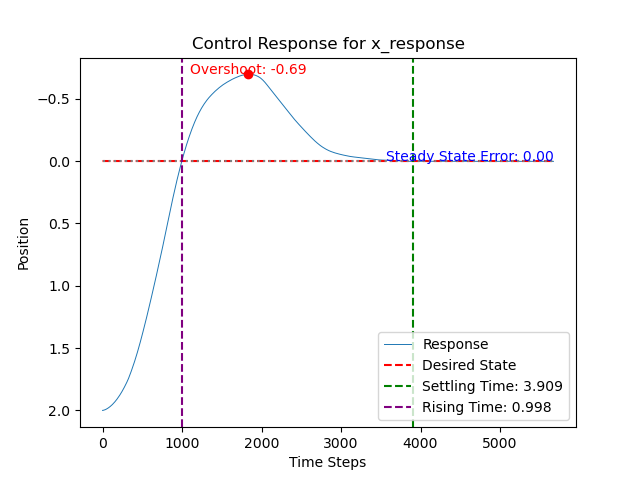 Control Response for x_response
Overshoot: -0.69
Steady State Error: 0.00
−0.5
0.0
0.5
1.0
1.5
2.0
Position
Response
Desired State
Settling Time: 3.909
Rising Time: 0.998
0 1000 2000 3000 4000 5000
Time Steps